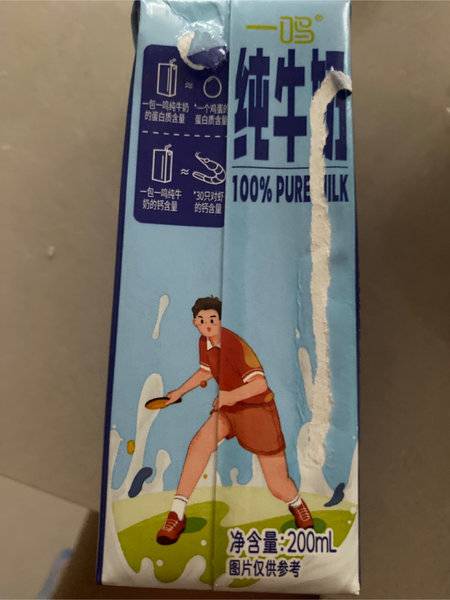 一鸣®
纯牛奶
100% PURE MILK
一包一鸣纯牛奶
的蛋白质含量
≈
*一个鸡蛋的
蛋白质含量
一包一鸣纯牛
奶的钙含量
≈
*30只对虾
的钙含量
净含量:200mL
图片仅供参考